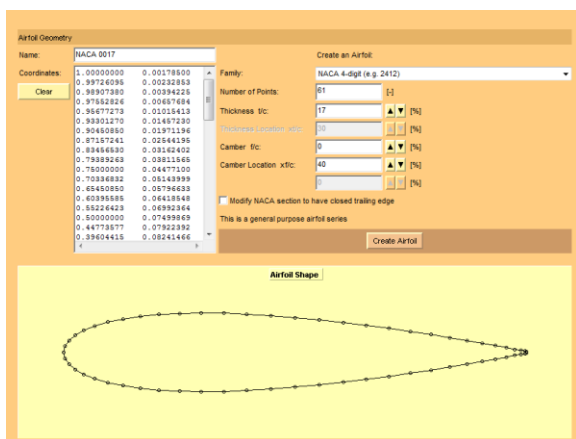 Airfoil Geometry
Name: NACA 0017
Create an Airfoil:
Coordinates:
Clear
1.00000000 0.00178500
0.99726095 0.00232853
0.98907380 0.00394225
0.97552826 0.00657684
0.95677273 0.01015413
0.93301270 0.01457230
0.90450850 0.01971196
0.87157241 0.02544195
0.83456530 0.03162402
0.79389263 0.03811565
0.75000000 0.04477100
0.70336832 0.05143999
0.65450850 0.05796633
0.60395585 0.06418548
0.55226423 0.06992364
0.50000000 0.07499869
0.44773577 0.07922392
0.39604415 0.08241466
Family: NACA 4-digit (e.g. 2412)
Number of Points: 61 [-]
Thickness t/c: 17 [%]
Thickness Location xd/c: 30 [%]
Camber f/c: 0 [%]
Camber Location xf/c: 40 [%]
0 [%]
Modify NACA section to have closed trailing edge
This is a general purpose airfoil series
Create Airfoil
Airfoil Shape